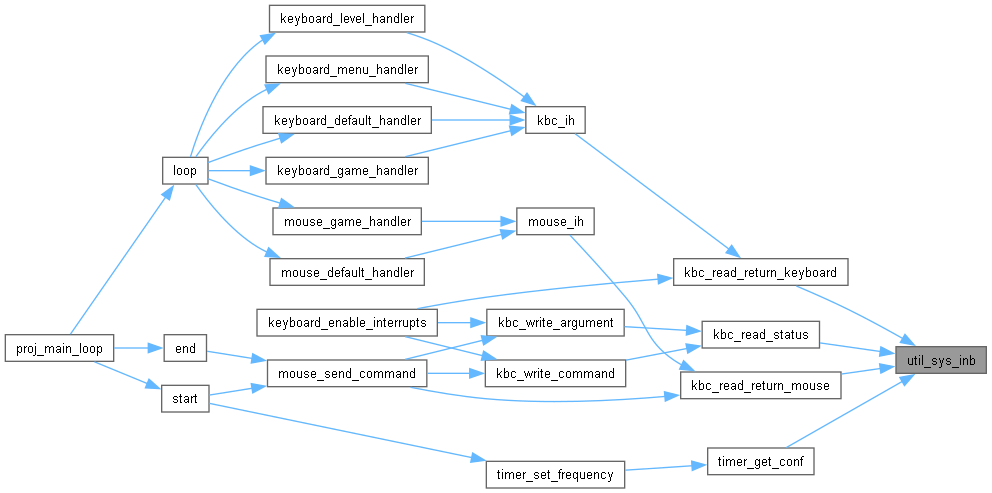 keyboard_level_handler
keyboard_menu_handler
keyboard_default_handler
kbc_ih
loop
keyboard_game_handler
mouse_game_handler
mouse_ih
mouse_default_handler
kbc_read_return_keyboard
keyboard_enable_interrupts
kbc_write_argument
kbc_read_status
proj_main_loop
end
util_sys_inb
mouse_send_command
kbc_write_command
kbc_read_return_mouse
start
timer_get_conf
timer_set_frequency